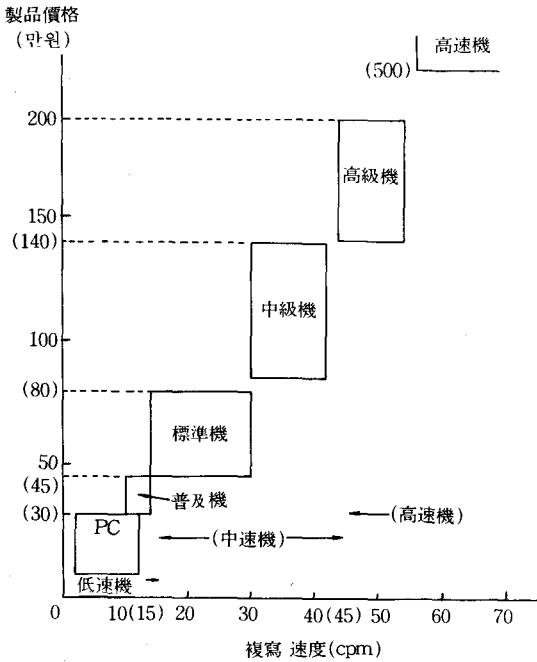 製品價格
(만원)
高速機
(500)
200
高級機
150
(140)
中級機
100
(80)
標準機
50
(45)
普及機
(30)
PC
(高速機)
(中速機)
低速機
0 10(15) 20 30 40(45) 50 60 70
複寫 速度(cpm)